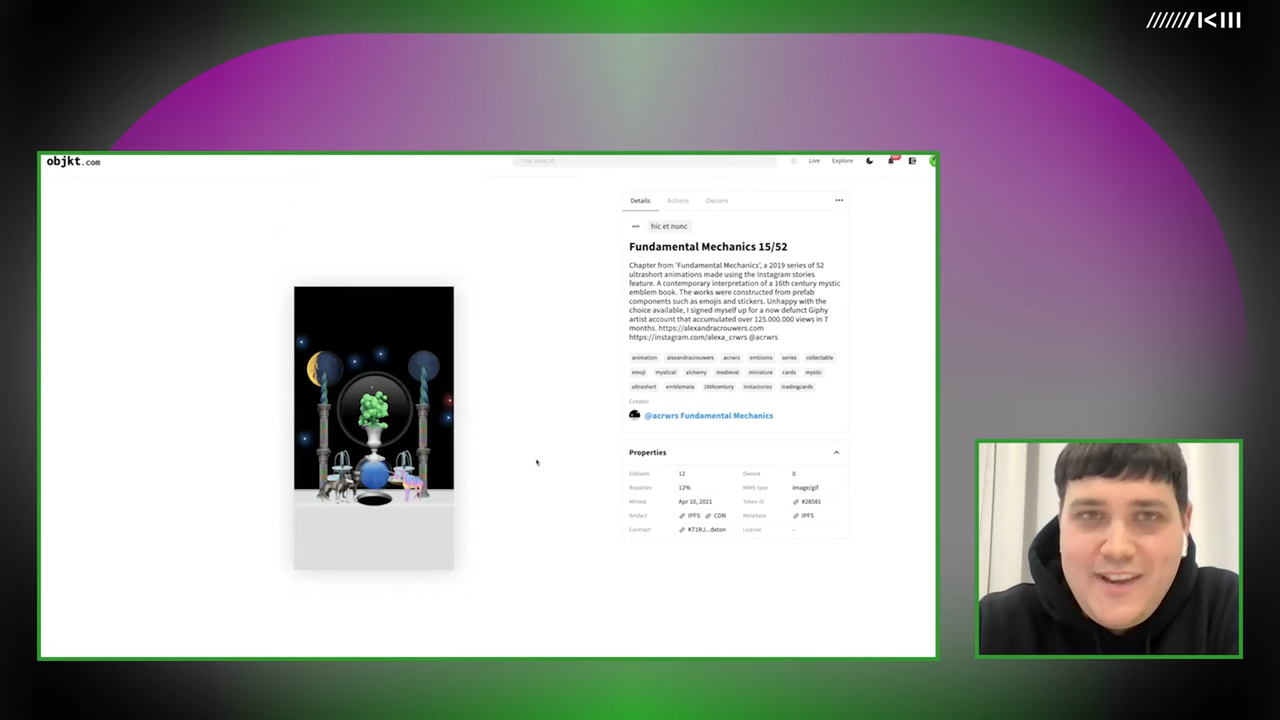 objkt.com
Live
Explore
Details
Actions
Owners
hic et nunc
Fundamental Mechanics 15/52
Chapter from 'Fundamental Mechanics', a 2019 series of 52
ultrashort animations made using the Instagram stories
feature. A contemporary interpretation of a 16th century mystic
emblem book. The works were constructed from prefab
components such as emojis and stickers. Unhappy with the
choice available, I signed myself up for a now defunct Giphy
artist account that accumulated over 125.000.000 views in 7
months. https://alexandracrouwers.com
https://instagram.com/alexa_crwrs @acrwrs
animation alexandracrouwers acrwrs emblems series collectable
emoji mystical alchemy medieval miniature cards mystic
ultrashort emblemata 16thcentury instastories tradingcards
Creator
@acrwrs Fundamental Mechanics
Properties
Editions 12 Owned 0
Royalties 12% MIME type image/gif
Minted Apr 10, 2021 Token ID #28581
Artifact IPFS CDN Metadata IPFS
Contract KT1RJ...dxton License -